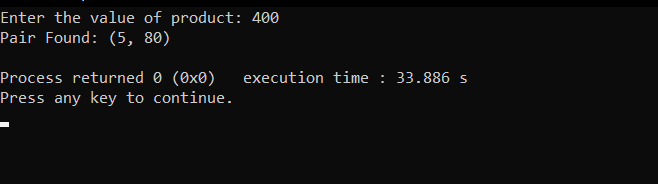 Enter the value of product: 400
Pair Found: (5, 80)
Process returned 0 (0x0)   execution time : 33.886 s
Press any key to continue.